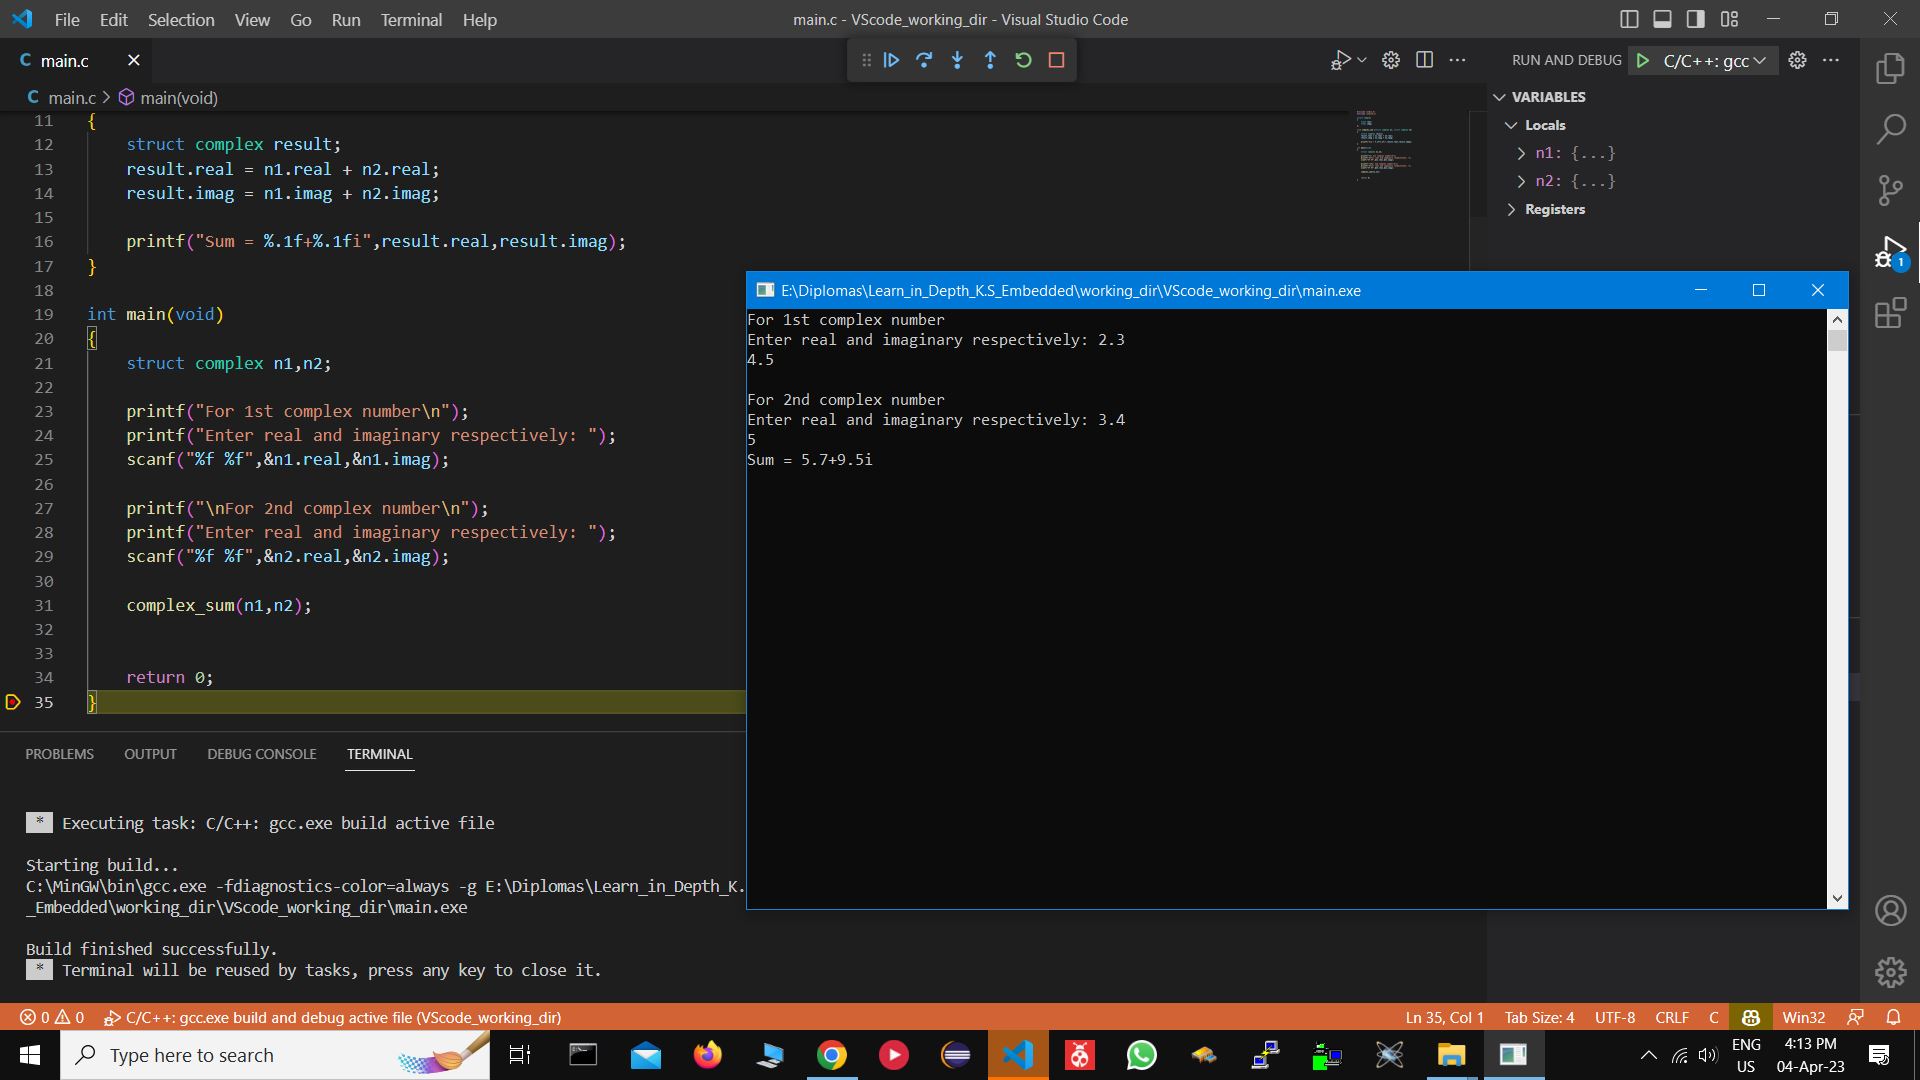 File Edit Selection View Go Run Terminal Help
main.c - VScode_working_dir - Visual Studio Code
C main.c
RUN AND DEBUG C/C++: gcc
C main.c > main(void)
11 {
12 struct complex result;
13 result.real = n1.real + n2.real;
14 result.imag = n1.imag + n2.imag;
15
16 printf("Sum = %.1f+%.1fi",result.real,result.imag);
17 }
18
19 int main(void)
20 {
21 struct complex n1,n2;
22
23 printf("For 1st complex number\n");
24 printf("Enter real and imaginary respectively: ");
25 scanf("%f %f",&n1.real,&n1.imag);
26
27 printf("\nFor 2nd complex number\n");
28 printf("Enter real and imaginary respectively: ");
29 scanf("%f %f",&n2.real,&n2.imag);
30
31 complex_sum(n1,n2);
32
33
34 return 0;
35 }
VARIABLES
Locals
n1: {...}
n2: {...}
Registers
1
E:\Diplomas\Learn_in_Depth_K.S_Embedded\working_dir\VScode_working_dir\main.exe
For 1st complex number
Enter real and imaginary respectively: 2.3
4.5
For 2nd complex number
Enter real and imaginary respectively: 3.4
5
Sum = 5.7+9.5i
PROBLEMS OUTPUT DEBUG CONSOLE TERMINAL
* Executing task: C/C++: gcc.exe build active file
Starting build...
C:\MinGW\bin\gcc.exe -fdiagnostics-color=always -g E:\Diplomas\Learn_in_Depth_K.
_Embedded\working_dir\VScode_working_dir\main.exe
Build finished successfully.
* Terminal will be reused by tasks, press any key to close it.
0 0 C/C++: gcc.exe build and debug active file (VScode_working_dir)
Ln 35, Col 1 Tab Size: 4 UTF-8 CRLF C Win32
Type here to search
ENG
US
4:13 PM
04-Apr-23